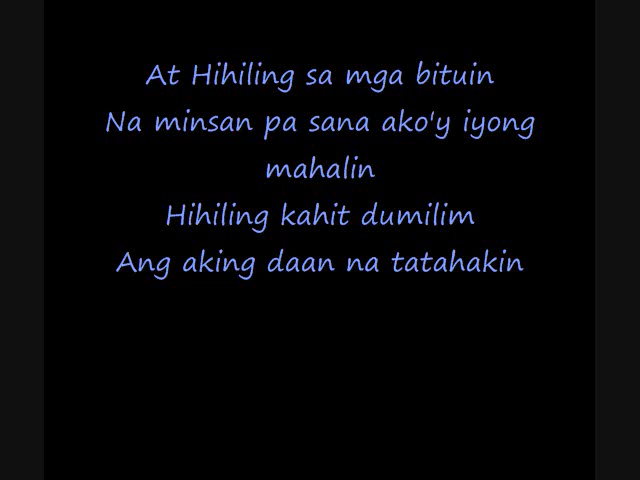 At Hihiling sa mga bituin
Na minsan pa sana ako'y iyong
mahalin
Hihiling kahit dumilim
Ang aking daan na tatahakin